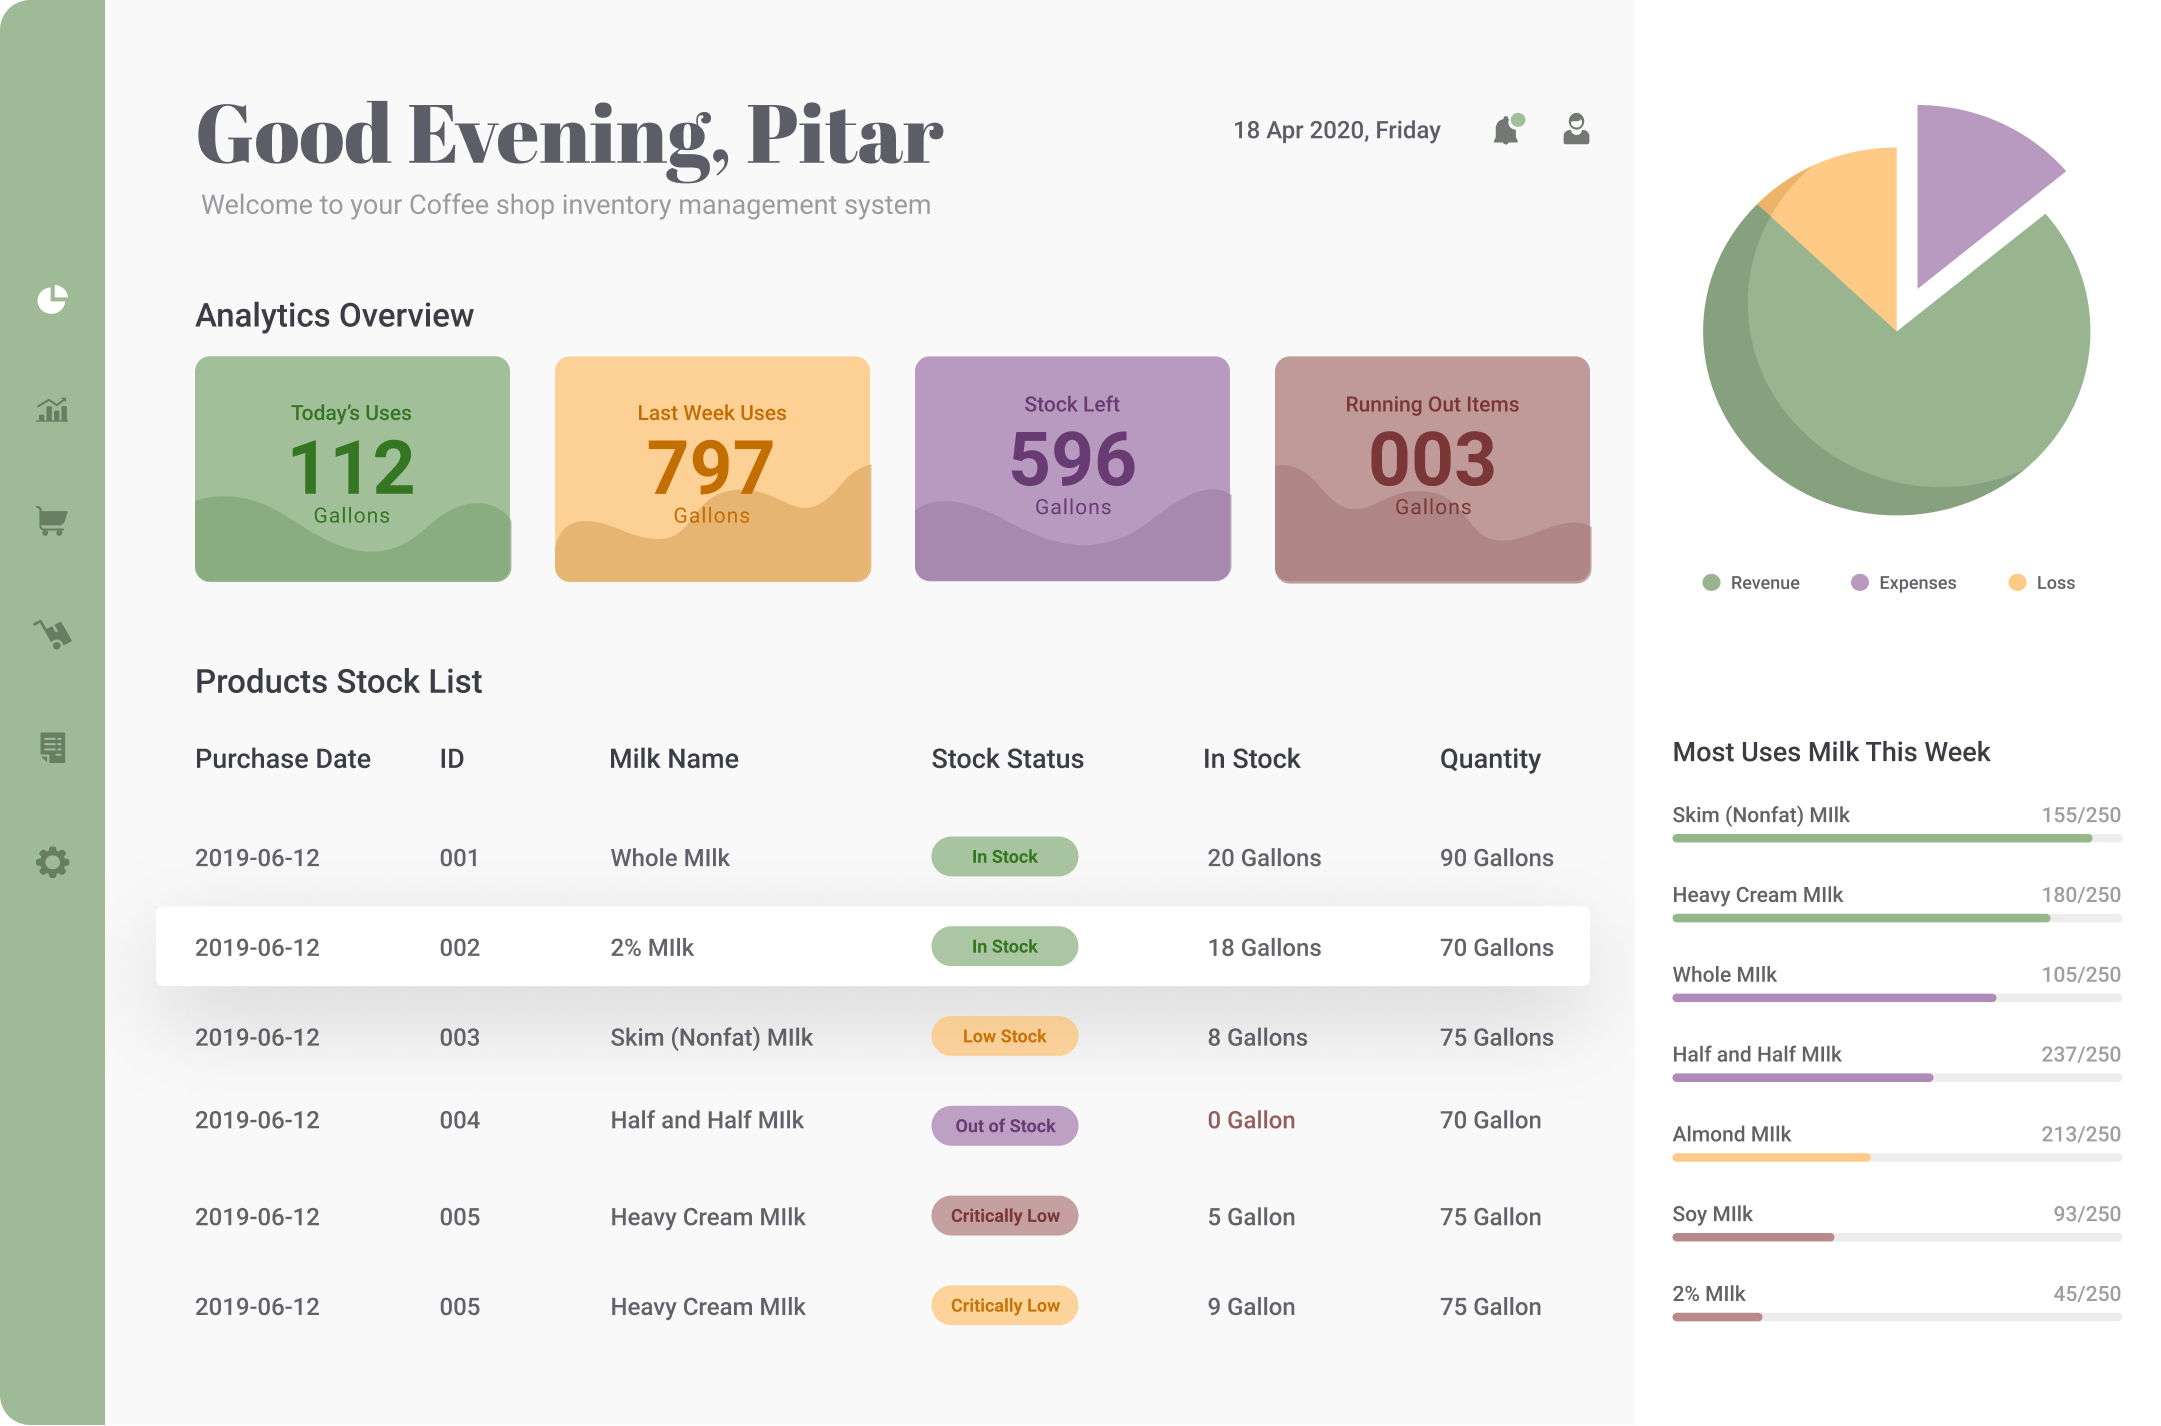 Good Evening, Pitar
Welcome to your Coffee shop inventory management system
18 Apr 2020, Friday
Analytics Overview
Today’s Uses
112
Gallons
Last Week Uses
797
Gallons
Stock Left
596
Gallons
Running Out Items
003
Gallons
Products Stock List
Purchase Date ID Milk Name Stock Status In Stock Quantity
2019-06-12 001 Whole MIlk In Stock 20 Gallons 90 Gallons
2019-06-12 002 2% MIlk In Stock 18 Gallons 70 Gallons
2019-06-12 003 Skim (Nonfat) MIlk Low Stock 8 Gallons 75 Gallons
2019-06-12 004 Half and Half MIlk Out of Stock 0 Gallon 70 Gallon
2019-06-12 005 Heavy Cream MIlk Critically Low 5 Gallon 75 Gallon
2019-06-12 005 Heavy Cream MIlk Critically Low 9 Gallon 75 Gallon
Revenue Expenses Loss
Most Uses Milk This Week
Skim (Nonfat) MIlk 155/250
Heavy Cream MIlk 180/250
Whole MIlk 105/250
Half and Half MIlk 237/250
Almond MIlk 213/250
Soy MIlk 93/250
2% MIlk 45/250